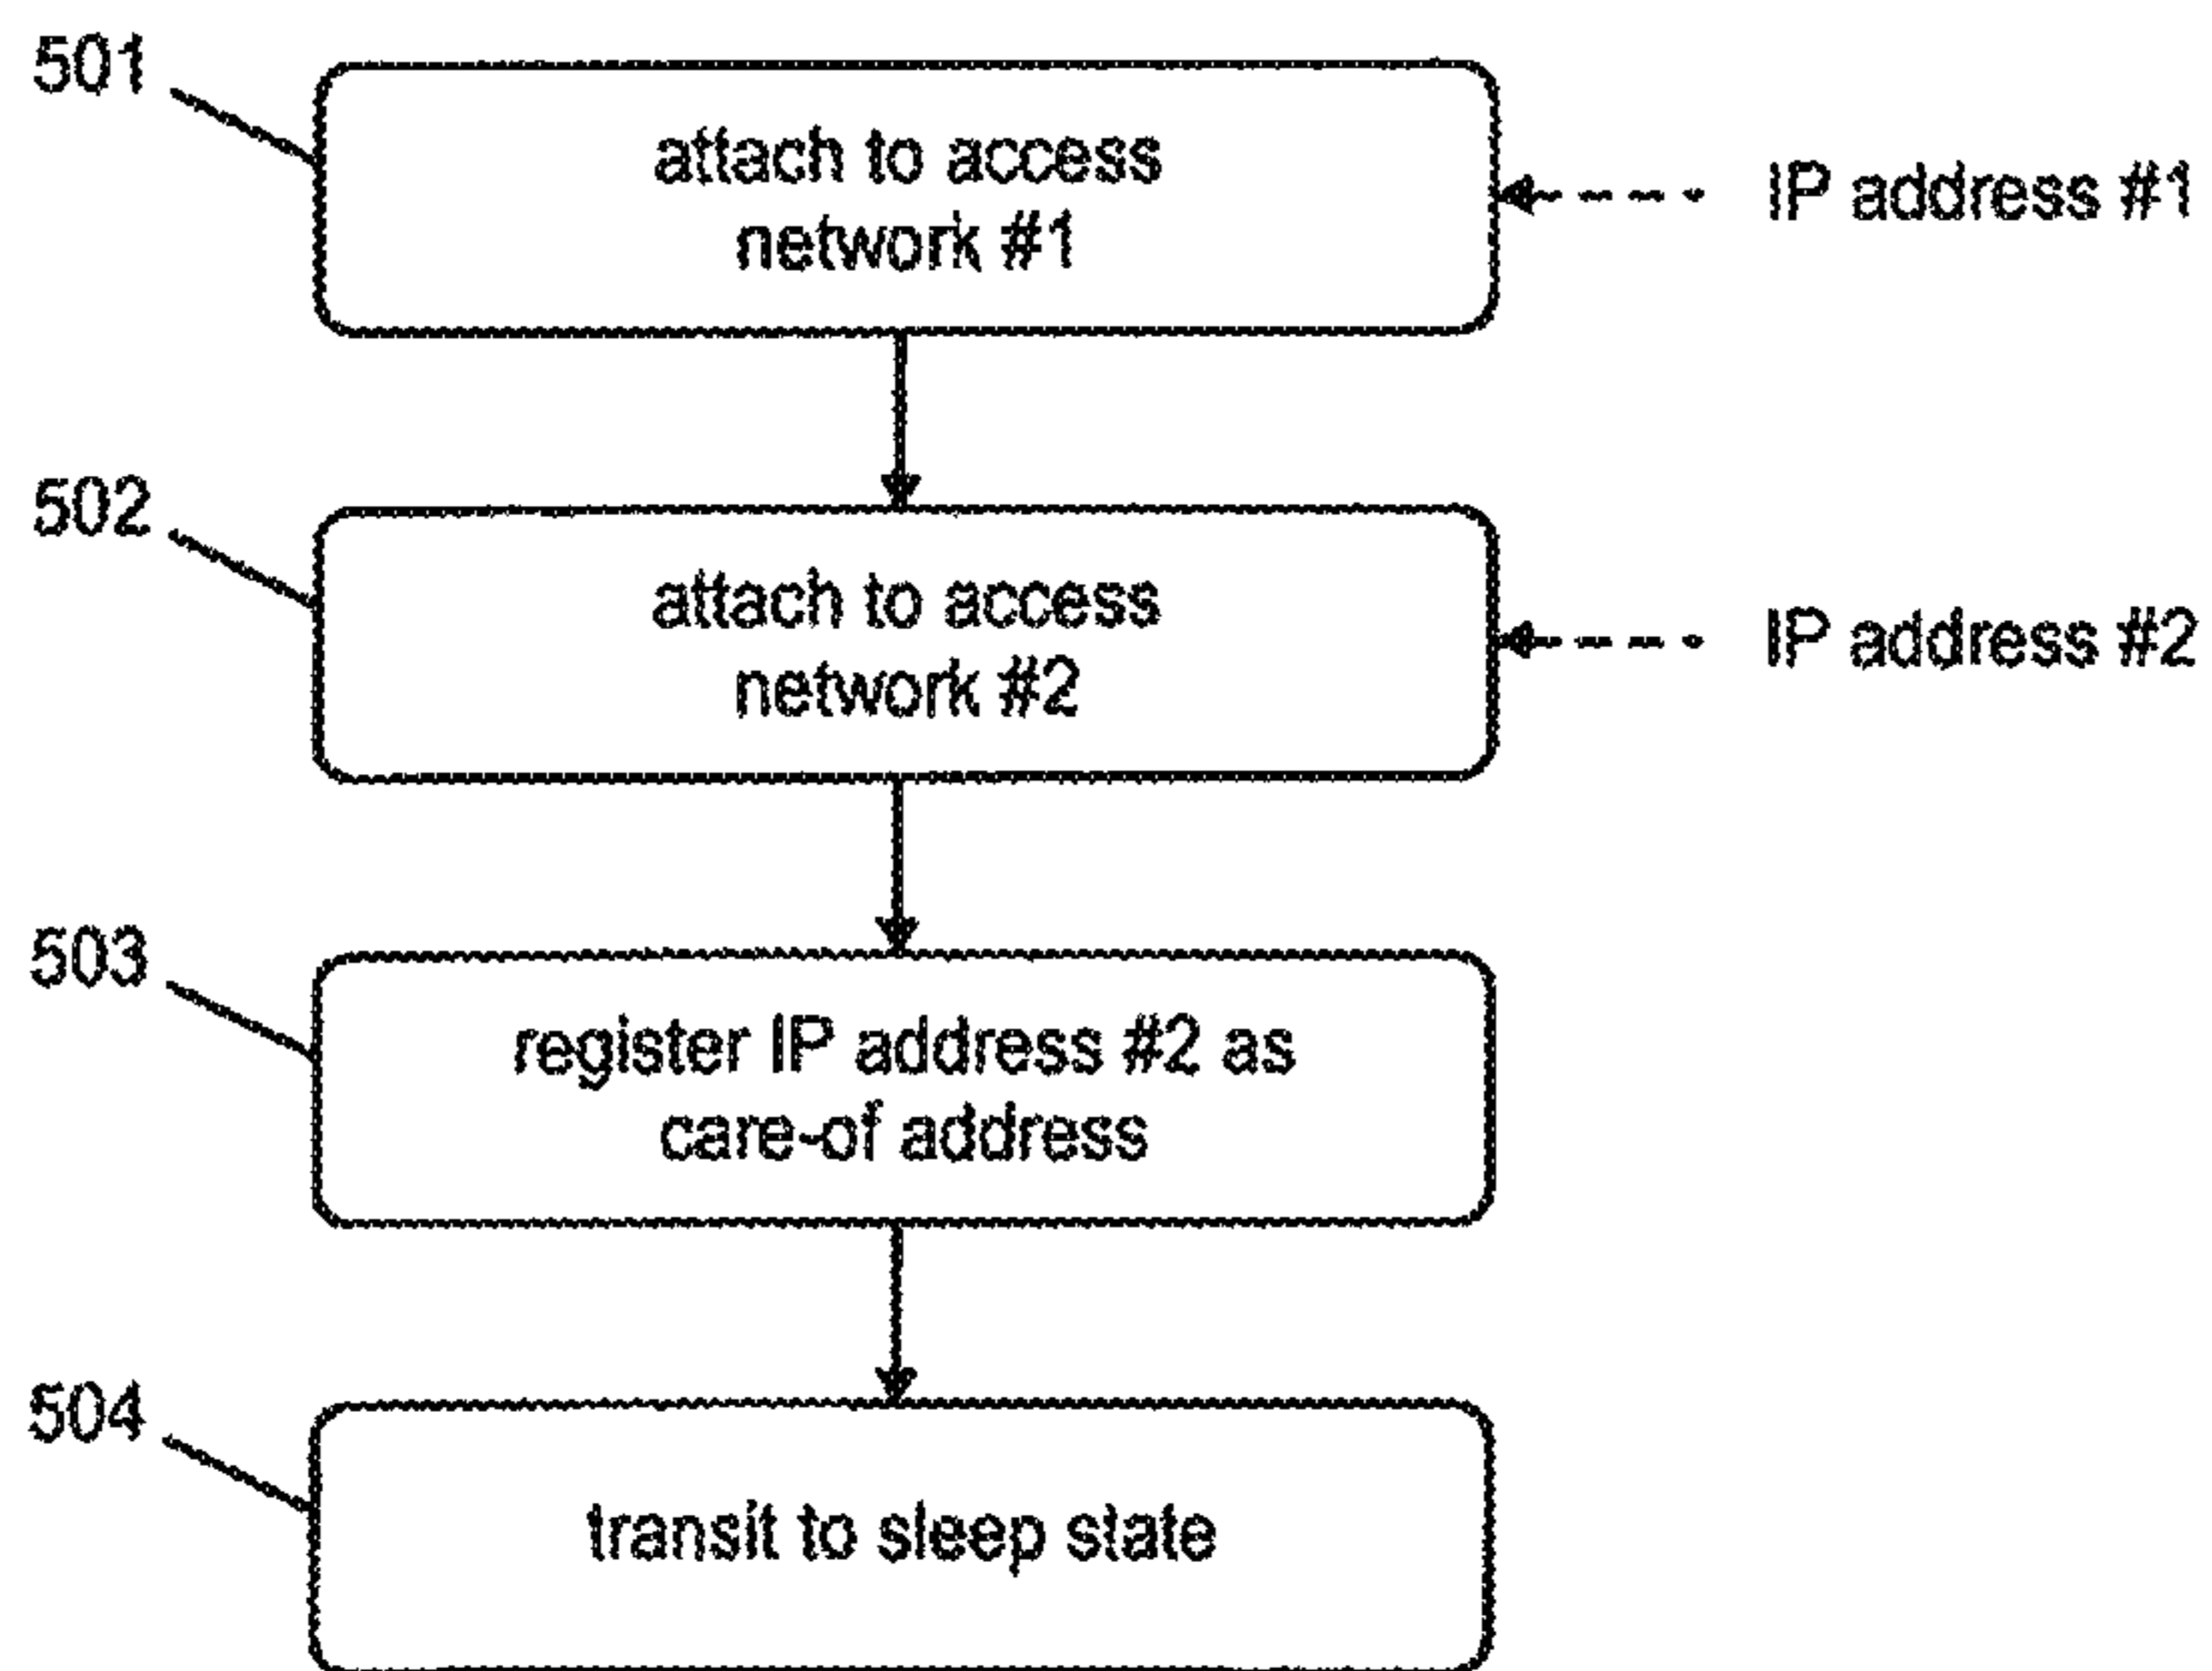 501
attach to access
network #1
IP address #1
502
attach to access
network #2
IP address #2
503
register IP address #2 as
care-of address
504
transit to sleep state